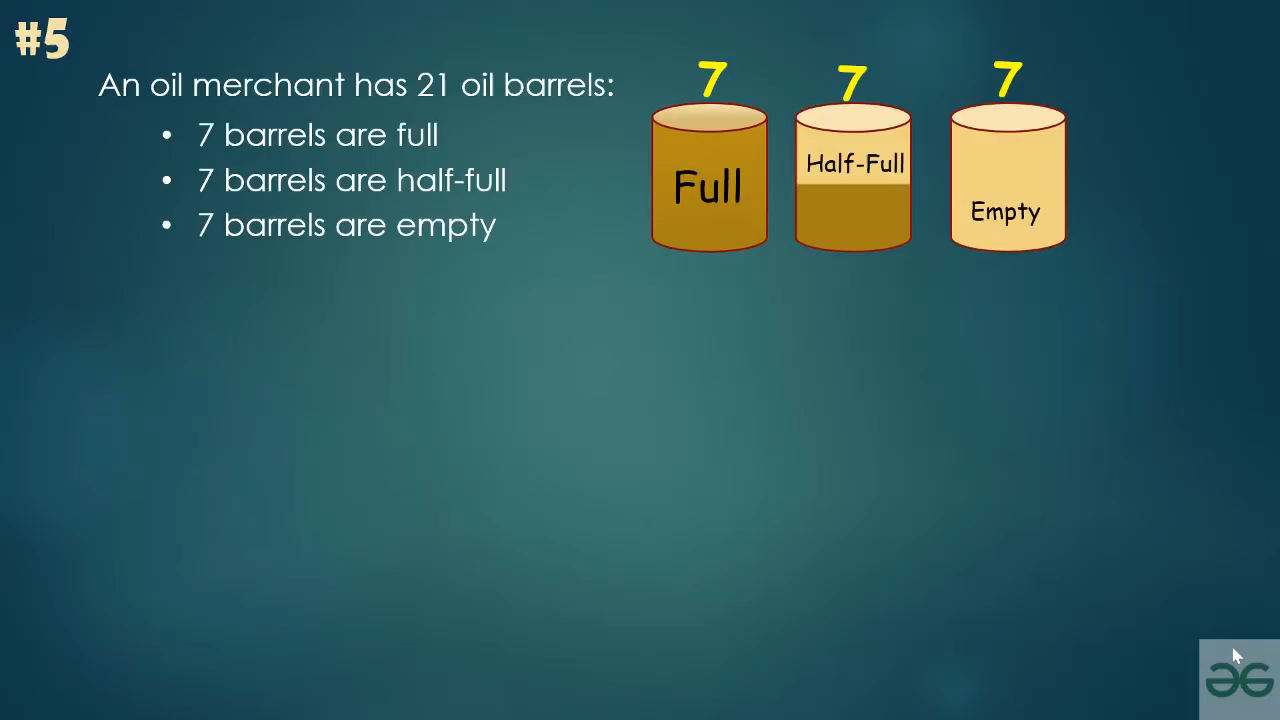 #5
An oil merchant has 21 oil barrels:
• 7 barrels are full
• 7 barrels are half-full
• 7 barrels are empty
7 7 7
Full
Half-Full
Empty